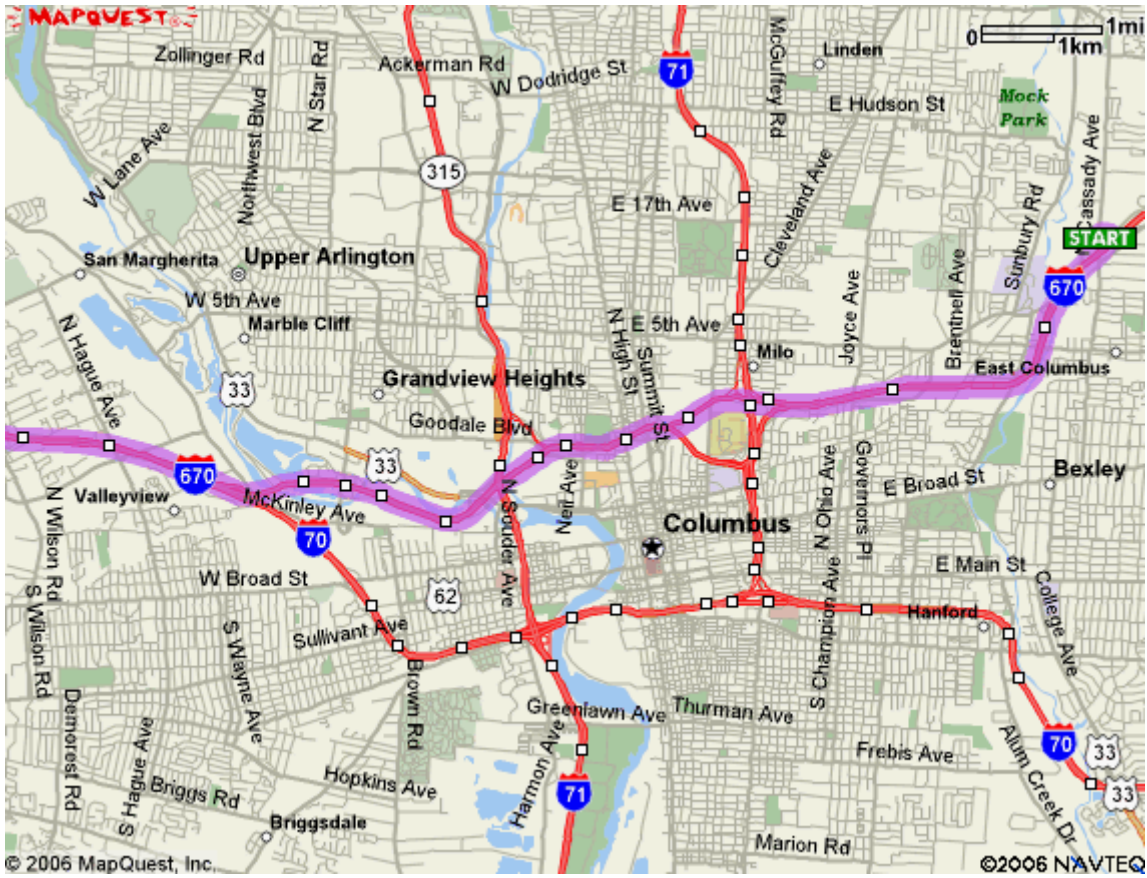 MAPQUEST
Zollinger Rd
N Star Rd
Ackerman Rd
W Dodridge St
71
McGuffey Rd
Linden
0
1mi
1km
E Hudson St
Mock
Park
Northwest Blvd
W Lane Ave
315
E 17th Ave
Cleveland Ave
Sunbury Rd
N Cassady Ave
START
San Margherita
Upper Arlington
W 5th Ave
Marble Cliff
N Hague Ave
33
Grandview Heights
Goodale Blvd
N High St
Summit St
E 5th Ave
Milo
Joyce Ave
Brentnell Ave
670
East Columbus
670
Valleyview
McKinley Ave
33
Neil Ave
N Souder Ave
Columbus
N Ohio Ave
Governors Pl
E Broad St
Bexley
N Wilson Rd
70
W Broad St
62
E Main St
College Ave
Hanford
S Wilson Rd
Sullivant Ave
S Wayne Ave
Brown Rd
S Champion Ave
Demorest Rd
S Hague Ave
Greenlawn Ave
Thurman Ave
Harmon Ave
Frebis Ave
70
33
33
Alum Creek Dr
Hopkins Ave
Briggs Rd
71
Briggsdale
Marion Rd
© 2006 MapQuest, Inc.
©2006 NAVTEQ